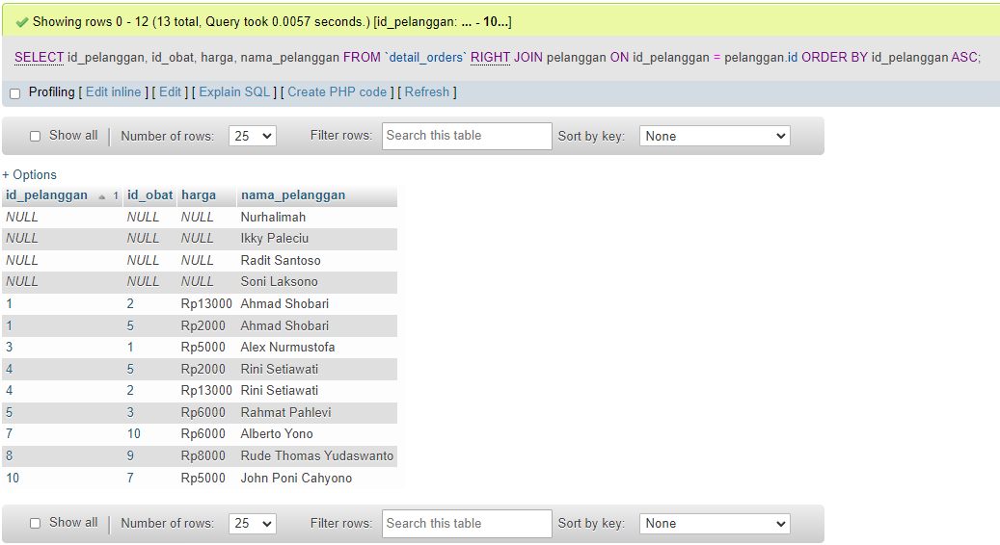 Showing rows 0 - 12 (13 total, Query took 0.0057 seconds.) [id_pelanggan: ... - 10...]
SELECT id_pelanggan, id_obat, harga, nama_pelanggan FROM `detail_orders` RIGHT JOIN pelanggan ON id_pelanggan = pelanggan.id ORDER BY id_pelanggan ASC;
Profiling [ Edit inline ] [ Edit ] [ Explain SQL ] [ Create PHP code ] [ Refresh ]
Show all Number of rows: 25 Filter rows: Search this table Sort by key: None
+ Options
id_pelanggan 1 id_obat harga nama_pelanggan
NULL NULL NULL Nurhalimah
NULL NULL NULL Ikky Paleciu
NULL NULL NULL Radit Santoso
NULL NULL NULL Soni Laksono
1 2 Rp13000 Ahmad Shobari
1 5 Rp2000 Ahmad Shobari
3 1 Rp5000 Alex Nurmustofa
4 5 Rp2000 Rini Setiawati
4 2 Rp13000 Rini Setiawati
5 3 Rp6000 Rahmat Pahlevi
7 10 Rp6000 Alberto Yono
8 9 Rp8000 Rude Thomas Yudaswanto
10 7 Rp5000 John Poni Cahyono
Show all Number of rows: 25 Filter rows: Search this table Sort by key: None